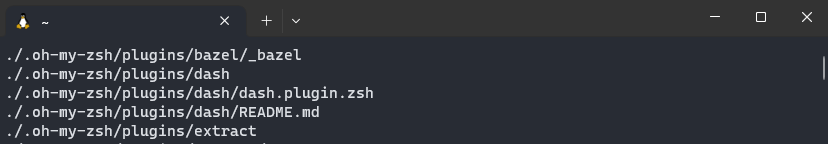 ~
./.oh-my-zsh/plugins/bazel/_bazel
./.oh-my-zsh/plugins/dash
./.oh-my-zsh/plugins/dash/dash.plugin.zsh
./.oh-my-zsh/plugins/dash/README.md
./.oh-my-zsh/plugins/extract